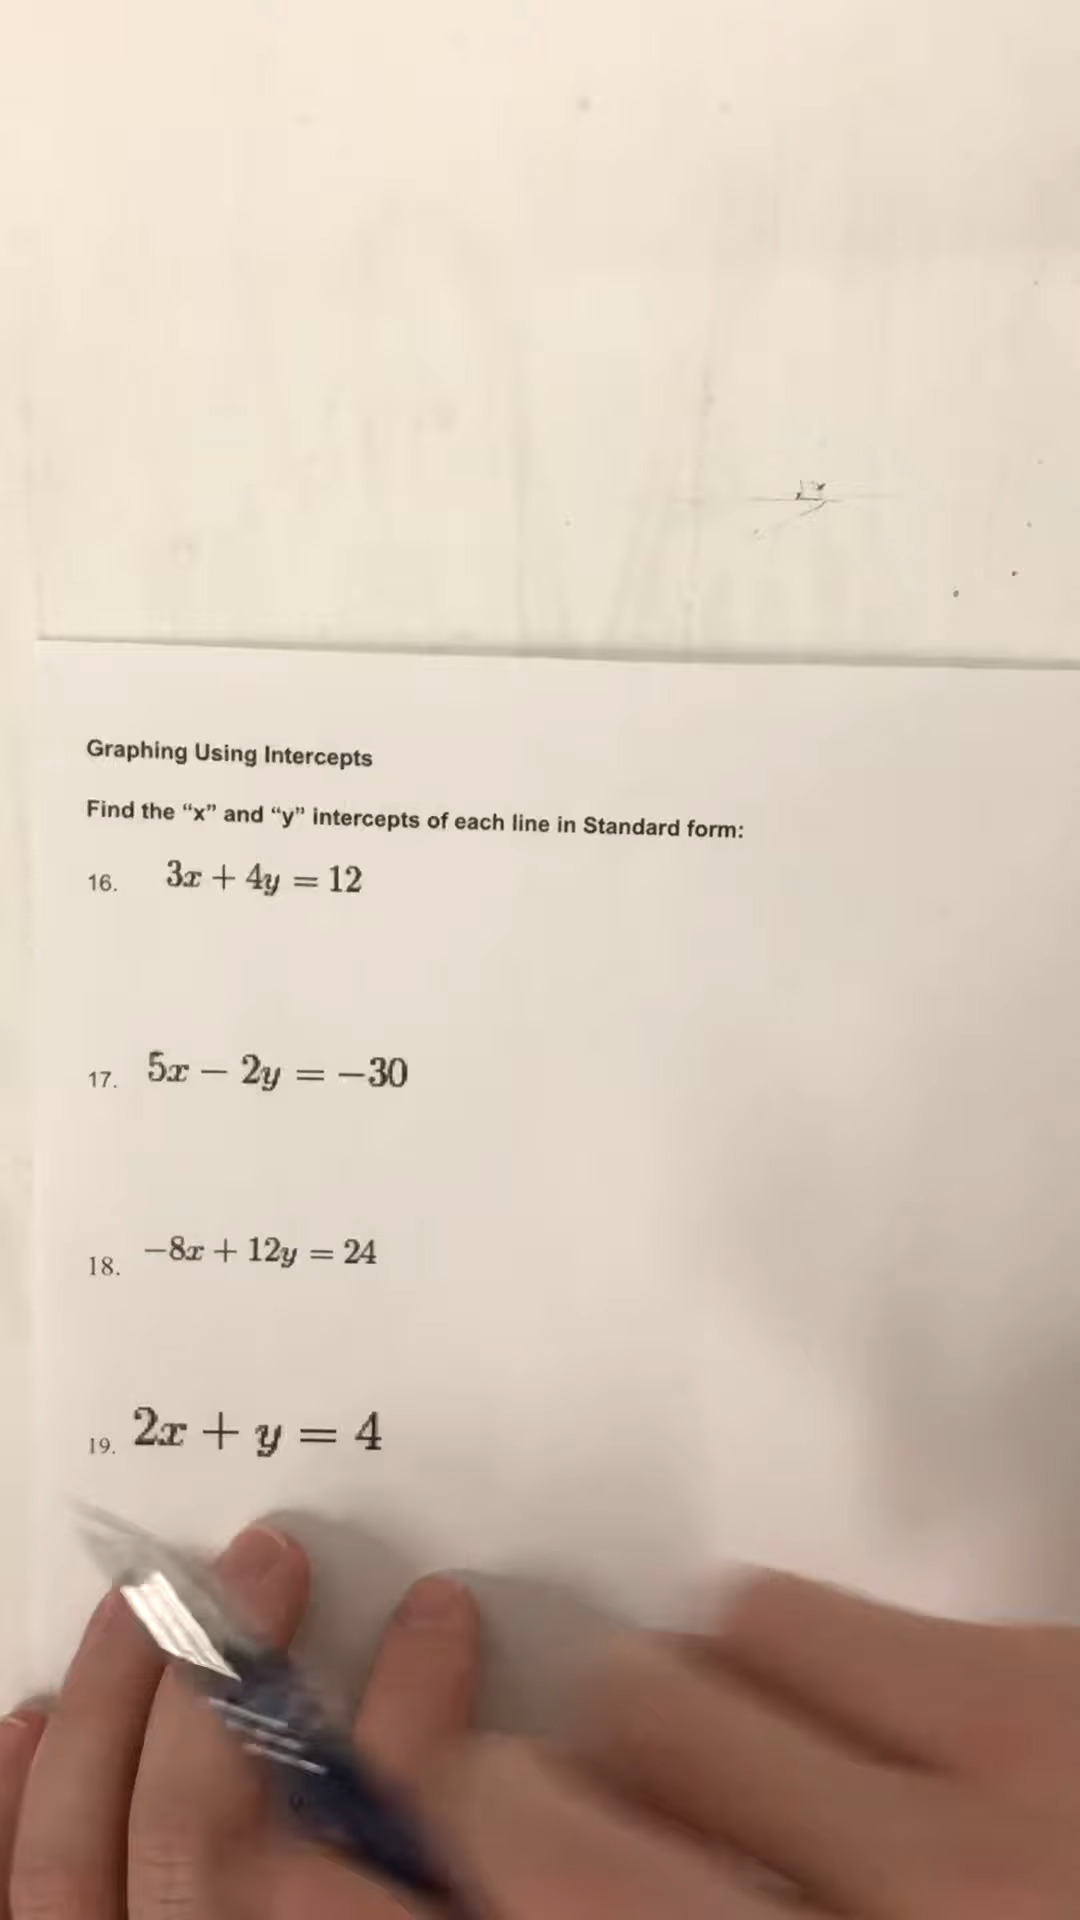 Graphing Using Intercepts
Find the “x” and “y” intercepts of each line in Standard form:
16. 3x + 4y = 12
17. 5x − 2y = −30
18. −8x + 12y = 24
19. 2x + y = 4